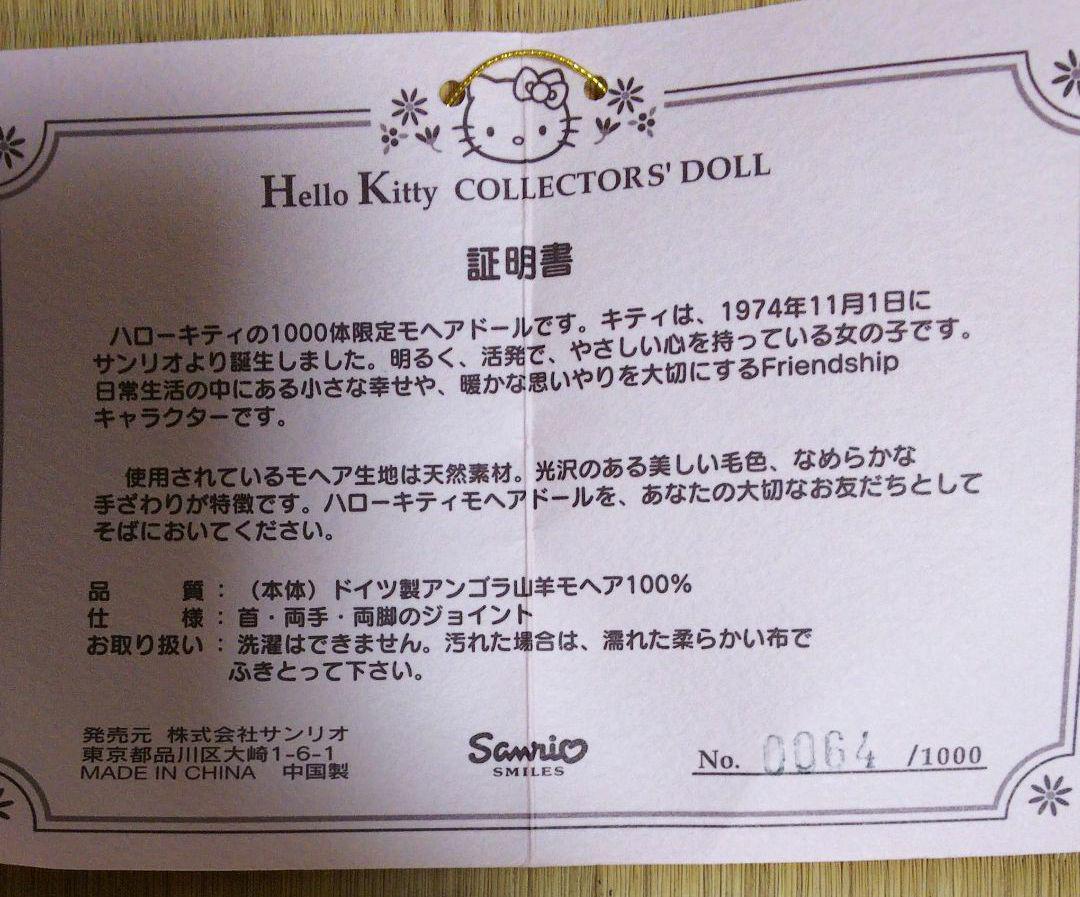 Hello Kitty COLLECTORS' DOLL
証明書
ハローキティの1000体限定モヘアドールです。キティは、1974年11月1日に
サンリオより誕生しました。明るく、活発で、やさしい心を持っている女の子です。
日常生活の中にある小さな幸せや、暖かな思いやりを大切にするFriendship
キャラクターです。
使用されているモヘア生地は天然素材。光沢のある美しい毛色、なめらかな
手ざわりが特徴です。ハローキティモヘアドールを、あなたの大切なお友だちとして
そばにおいてください。
品質：（本体）ドイツ製アンゴラ山羊モヘア100%
仕様：首・両手・両脚のジョイント
お取り扱い：洗濯はできません。汚れた場合は、濡れた柔らかい布で
ふきとって下さい。
発売元 株式会社サンリオ
東京都品川区大崎1-6-1
MADE IN CHINA 中国製
Sanrio
SMILES
No. 0064 /1000